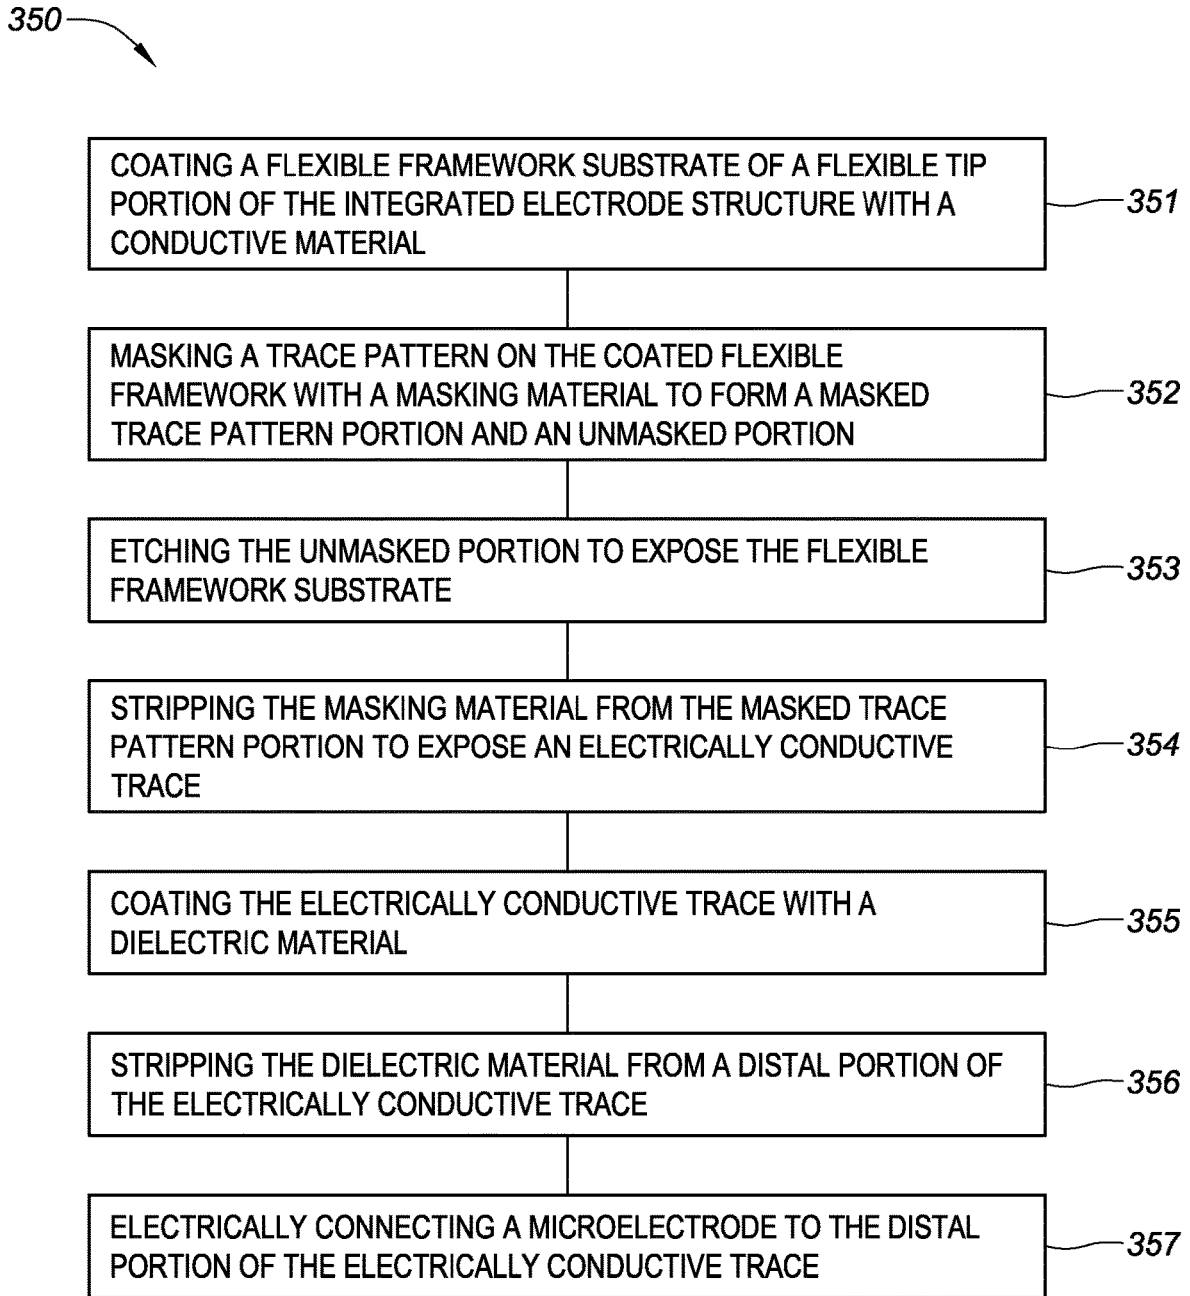 350
COATING A FLEXIBLE FRAMEWORK SUBSTRATE OF A FLEXIBLE TIP
PORTION OF THE INTEGRATED ELECTRODE STRUCTURE WITH A
CONDUCTIVE MATERIAL
351
MASKING A TRACE PATTERN ON THE COATED FLEXIBLE
FRAMEWORK WITH A MASKING MATERIAL TO FORM A MASKED
TRACE PATTERN PORTION AND AN UNMASKED PORTION
352
ETCHING THE UNMASKED PORTION TO EXPOSE THE FLEXIBLE
FRAMEWORK SUBSTRATE
353
STRIPPING THE MASKING MATERIAL FROM THE MASKED TRACE
PATTERN PORTION TO EXPOSE AN ELECTRICALLY CONDUCTIVE
TRACE
354
COATING THE ELECTRICALLY CONDUCTIVE TRACE WITH A
DIELECTRIC MATERIAL
355
STRIPPING THE DIELECTRIC MATERIAL FROM A DISTAL PORTION OF
THE ELECTRICALLY CONDUCTIVE TRACE
356
ELECTRICALLY CONNECTING A MICROELECTRODE TO THE DISTAL
PORTION OF THE ELECTRICALLY CONDUCTIVE TRACE
357